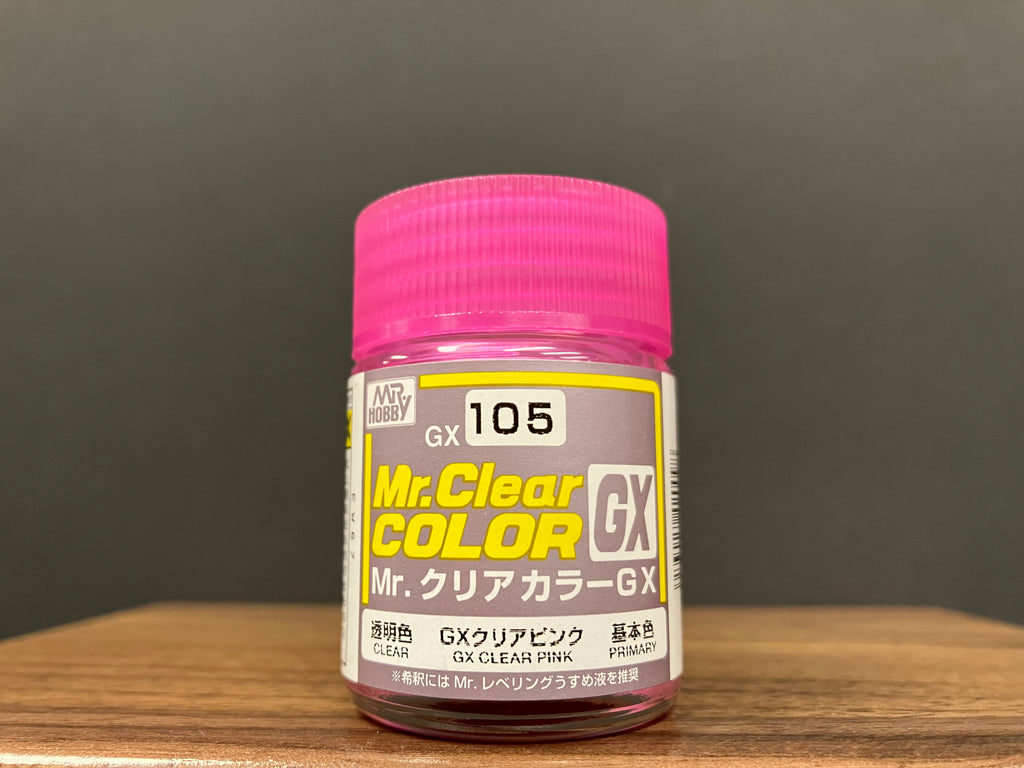 MR HOBBY
GX 105
Mr.Clear
COLOR GX
Mr.クリアカラーGX
透明色 GXクリアピンク 基本色
CLEAR GX CLEAR PINK PRIMARY
※希釈にはMr.レベリングうすめ液を推奨